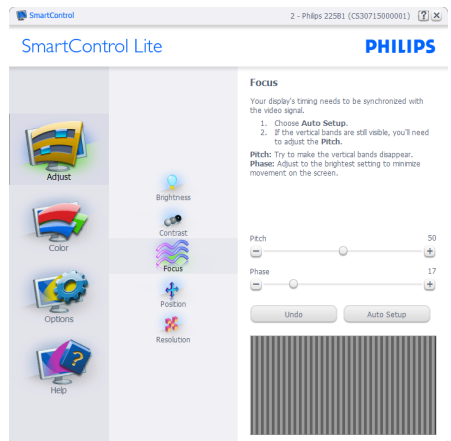 SmartControl
2 - Philips 225B1 (CS30715000001)
SmartControl Lite
PHILIPS
Adjust
Color
Options
Help
Brightness
Contrast
Focus
Position
Resolution
Focus
Your display's timing needs to be synchronized with
the video signal.
1. Choose Auto Setup.
2. If the vertical bands are still visible, you'll need
to adjust the Pitch.
Pitch: Try to make the vertical bands disappear.
Phase: Adjust to the brightest setting to minimize
movement on the screen.
Pitch 50
Phase 17
Undo Auto Setup